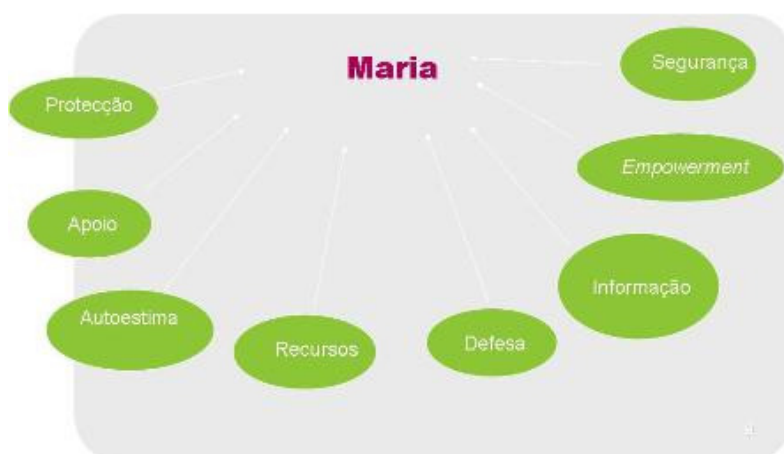 Maria
Segurança
Protecção
Empowerment
Apoio
Informação
Autoestima
Recursos
Defesa